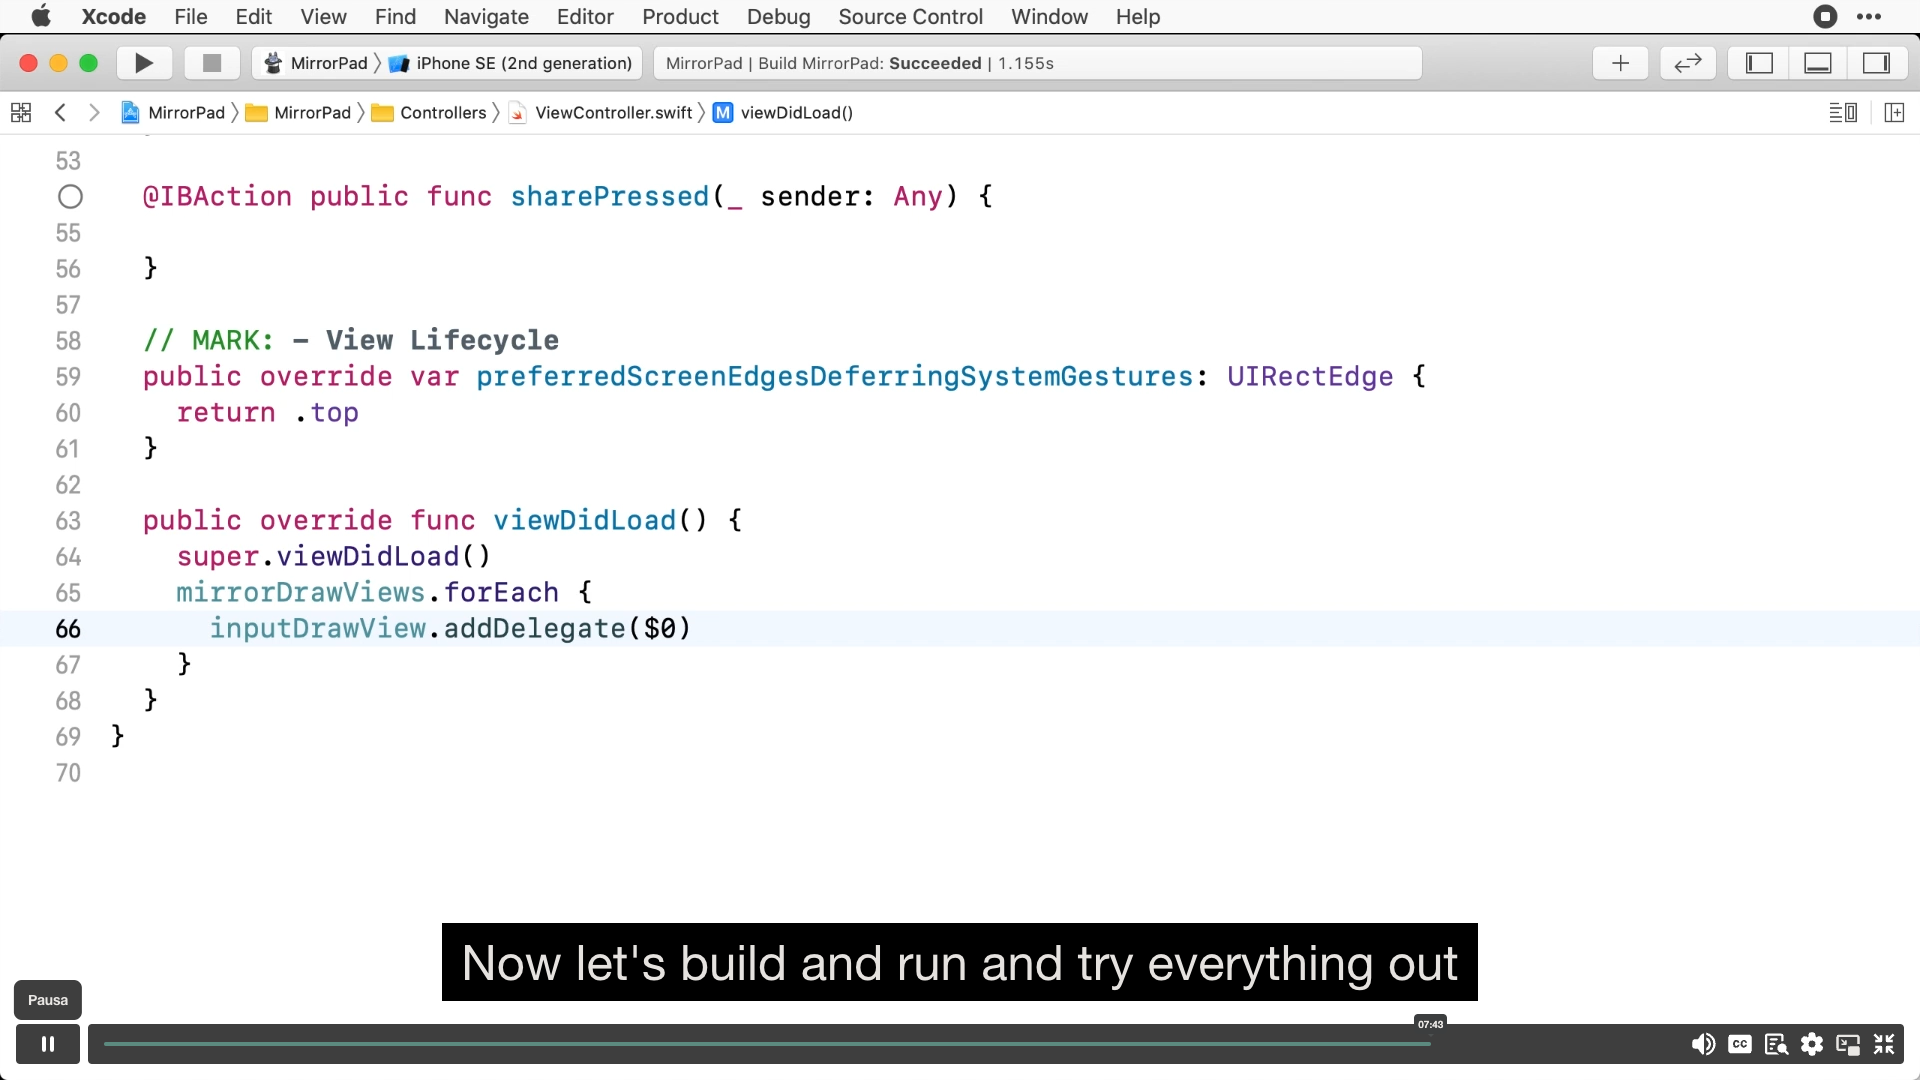 Xcode File Edit View Find Navigate Editor Product Debug Source Control Window Help
MirrorPad iPhone SE (2nd generation) MirrorPad | Build MirrorPad: Succeeded | 1.155s
MirrorPad MirrorPad Controllers ViewController.swift M viewDidLoad()
53
@IBAction public func sharePressed(_ sender: Any) {
55
56 }
57
58 // MARK: - View Lifecycle
59 public override var preferredScreenEdgesDeferringSystemGestures: UIRectEdge {
60 return .top
61 }
62
63 public override func viewDidLoad() {
64 super.viewDidLoad()
65 mirrorDrawViews.forEach {
66 inputDrawView.addDelegate($0)
67 }
68 }
69 }
70
Now let's build and run and try everything out
Pausa
07:43
CC